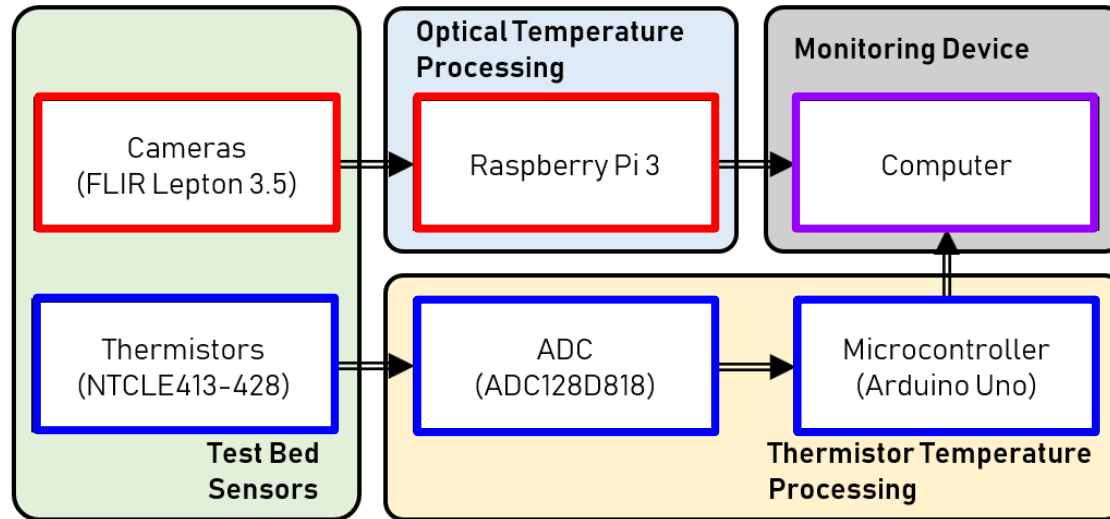 Optical Temperature
Processing
Monitoring Device
Cameras
(FLIR Lepton 3.5)
Raspberry Pi 3
Computer
Thermistors
(NTCLE413-428)
ADC
(ADC128D818)
Microcontroller
(Arduino Uno)
Test Bed
Sensors
Thermistor Temperature
Processing